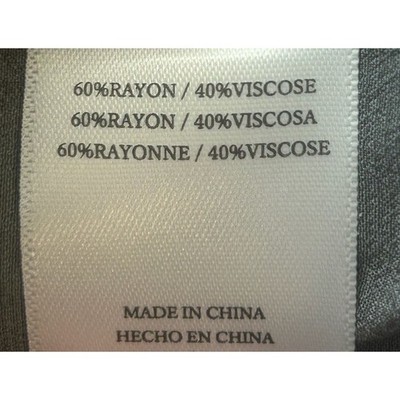 60%RAYON / 40%VISCOSE
60%RAYON / 40%VISCOSA
60%RAYONNE / 40%VISCOSE
MADE IN CHINA
HECHO EN CHINA